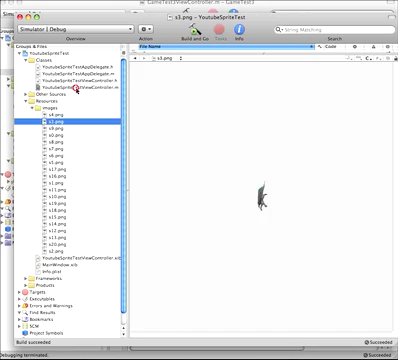 GameTest3ViewController.m - GameTest3
s3.png - YoutubeSpriteTest
Simulator | Debug
String Matching
Overview
Action
Build and Go
Tasks
Info
Search
Groups & Files
File Name
Code
YoutubeSpriteTest
s3.png
Classes
YoutubeSpriteTestAppDelegate.h
YoutubeSpriteTestAppDelegate.m
YoutubeSpriteTestViewController.h
Other Sources
Resources
images
s4.png
s3.png
s9.png
s0.png
s8.png
s7.png
s6.png
s5.png
s17.png
s16.png
s1.png
s11.png
s10.png
s19.png
s18.png
s15.png
s14.png
s12.png
s13.png
s20.png
s2.png
YoutubeSpriteTestViewController.xib
MainWindow.xib
Info.plist
Frameworks
Products
Targets
Executables
Errors and Warnings
Find Results
Bookmarks
SCM
Project Symbols
Build succeeded
Succeeded
Debugging terminated.
Succeeded